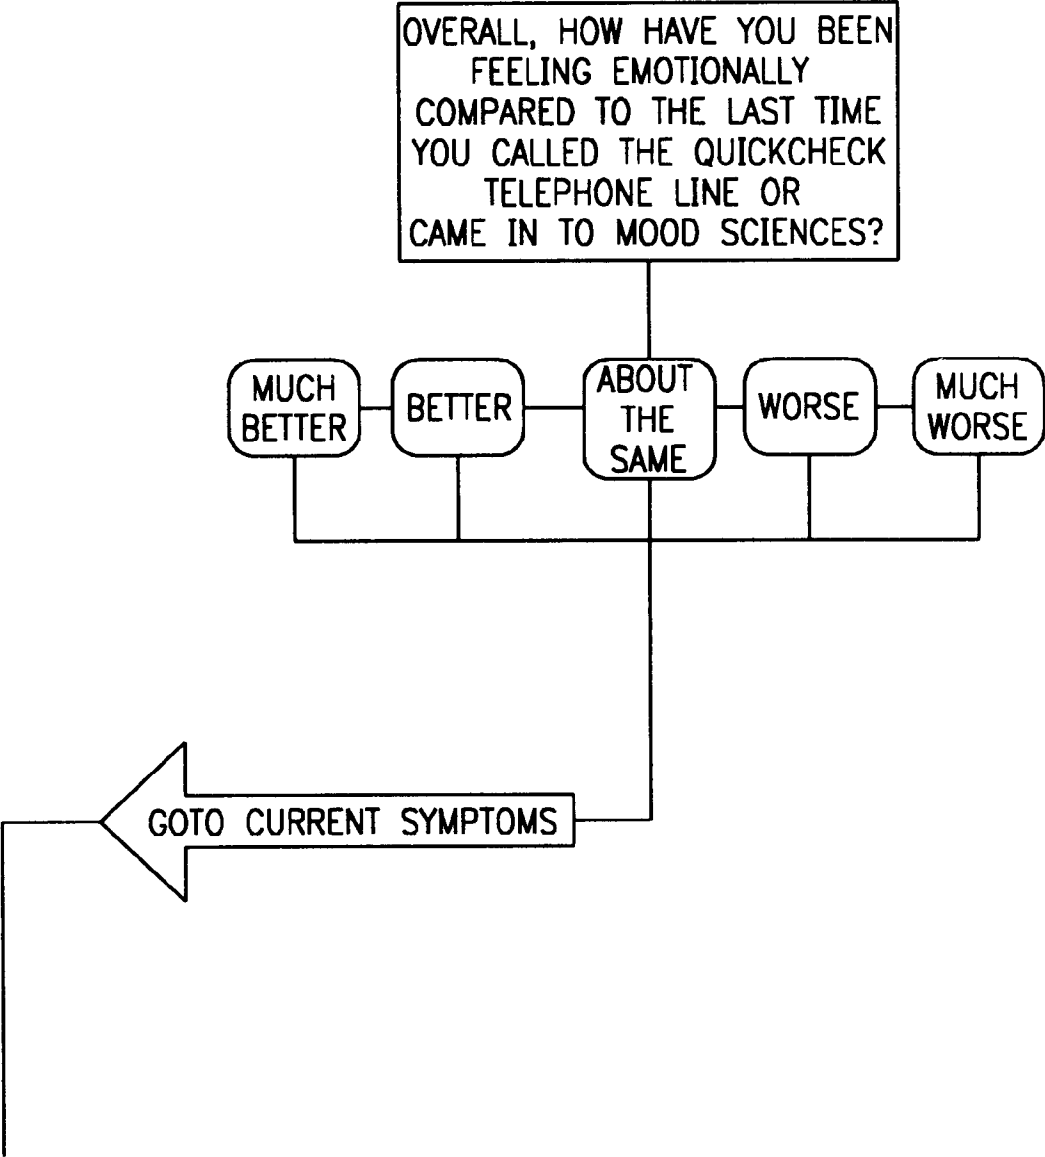 OVERALL, HOW HAVE YOU BEEN
FEELING EMOTIONALLY
COMPARED TO THE LAST TIME
YOU CALLED THE QUICKCHECK
TELEPHONE LINE OR
CAME IN TO MOOD SCIENCES?
MUCH
BETTER
BETTER
ABOUT
THE
SAME
WORSE
MUCH
WORSE
GOTO CURRENT SYMPTOMS